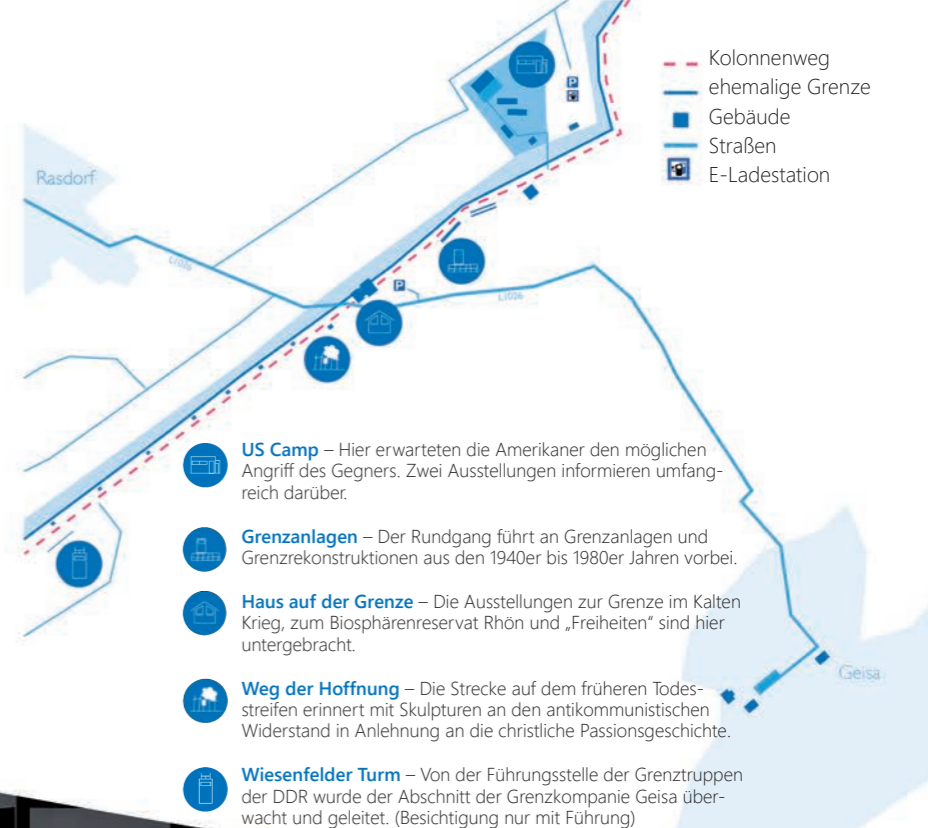 Kolonnenweg
ehemalige Grenze
Gebäude
Straßen
E-Ladestation
P
Rasdorf
L1026
P
L1026
US Camp – Hier erwarteten die Amerikaner den möglichen
Angriff des Gegners. Zwei Ausstellungen informieren umfang-
reich darüber.
Grenzanlagen – Der Rundgang führt an Grenzanlagen und
Grenzrekonstruktionen aus den 1940er bis 1980er Jahren vorbei.
Haus auf der Grenze – Die Ausstellungen zur Grenze im Kalten
Krieg, zum Biosphärenreservat Rhön und „Freiheiten“ sind hier
untergebracht.
Geisa
Weg der Hoffnung – Die Strecke auf dem früheren Todes-
streifen erinnert mit Skulpturen an den antikommunistischen
Widerstand in Anlehnung an die christliche Passionsgeschichte.
Wiesenfelder Turm – Von der Führungsstelle der Grenztruppen
der DDR wurde der Abschnitt der Grenzkompanie Geisa über-
wacht und geleitet. (Besichtigung nur mit Führung)